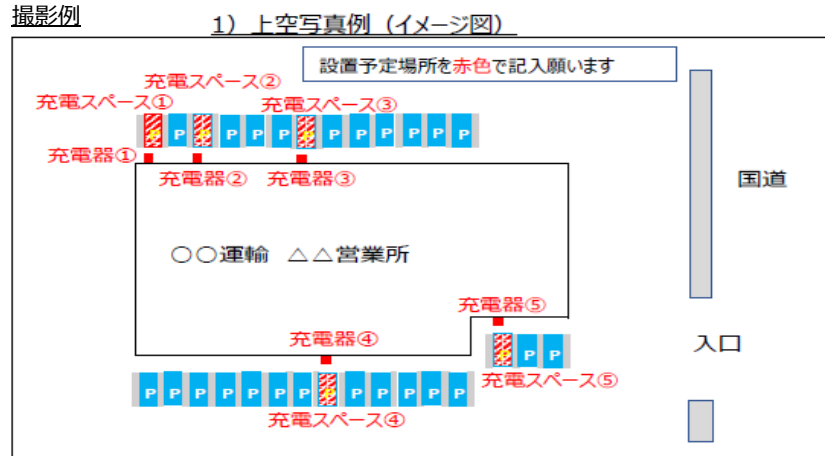 撮影例
1）上空写真例（イメージ図）
設置予定場所を赤色で記入願います
充電スペース②
充電スペース①
充電スペース③
P P P P P P P P P P P P P
充電器①
充電器② 充電器③
国道
〇〇運輸 △△営業所
充電器⑤
充電器④
入口
P P P
充電スペース⑤
P P P P P P P P P P P P P
充電スペース④